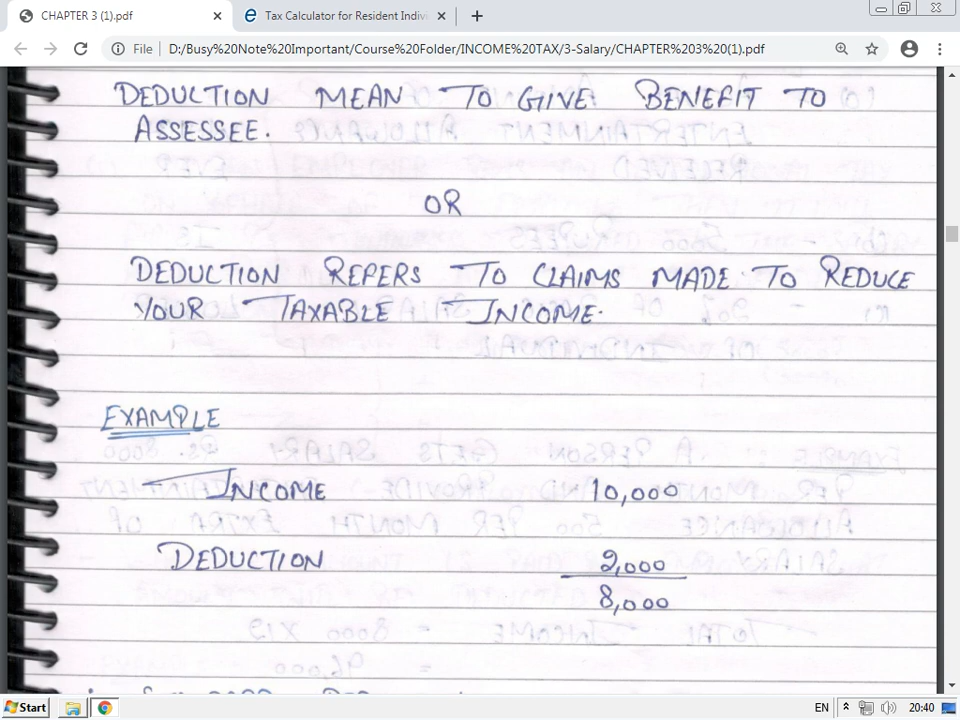 CHAPTER 3 (1).pdf
Tax Calculator for Resident Indivi
File D:/Busy%20Note%20Important/Course%20Folder/INCOME%20TAX/3-Salary/CHAPTER%203%20(1).pdf
DEDUCTION MEAN TO GIVE BENEFIT TO
ASSESSEE.
OR
DEDUCTION REFERS TO CLAIMS MADE TO REDUCE
YOUR TAXABLE INCOME.
EXAMPLE
INCOME 10,000
DEDUCTION 2,000
8,000
Start EN 20:40